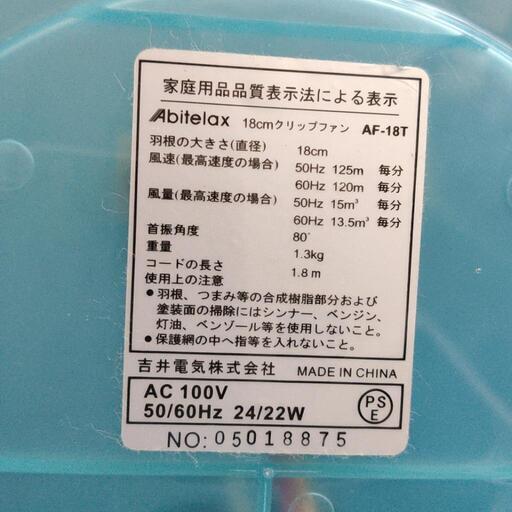 家庭用品品質表示法による表示
Abitelax 18cmクリップファン AF-18T
羽根の大きさ(直径) 18cm
風速(最高速度の場合) 50Hz 125m 毎分
60Hz 120m 毎分
風量(最高速度の場合) 50Hz 15m³ 毎分
60Hz 13.5m³ 毎分
首振角度 80°
重量 1.3kg
コードの長さ 1.8m
使用上の注意
●羽根、つまみ等の合成樹脂部分および
塗装面の掃除にはシンナー、ベンジン、
灯油、ベンゾール等を使用しないこと。
●保護網の中へ指等を入れないこと。
吉井電気株式会社 MADE IN CHINA
AC 100V
50/60Hz 24/22W
PS
E
NO: 05018875